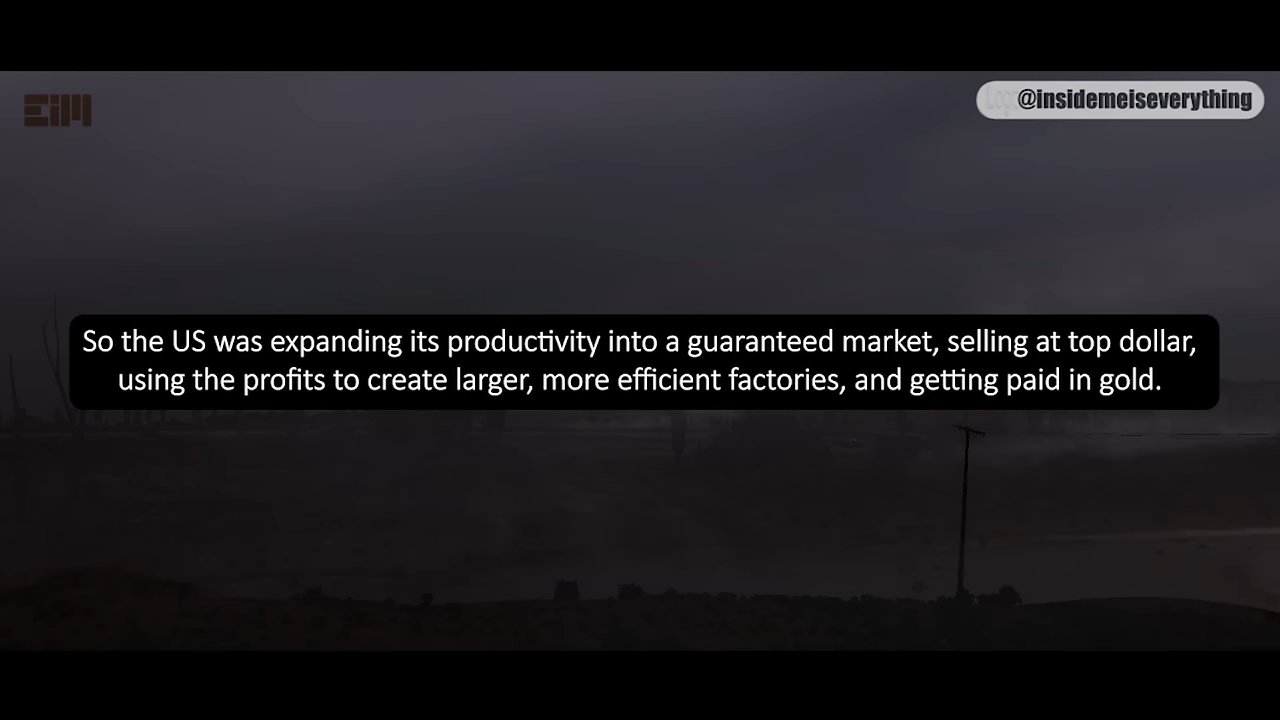 EiM
@insidemeiseverything
So the US was expanding its productivity into a guaranteed market, selling at top dollar,
using the profits to create larger, more efficient factories, and getting paid in gold.